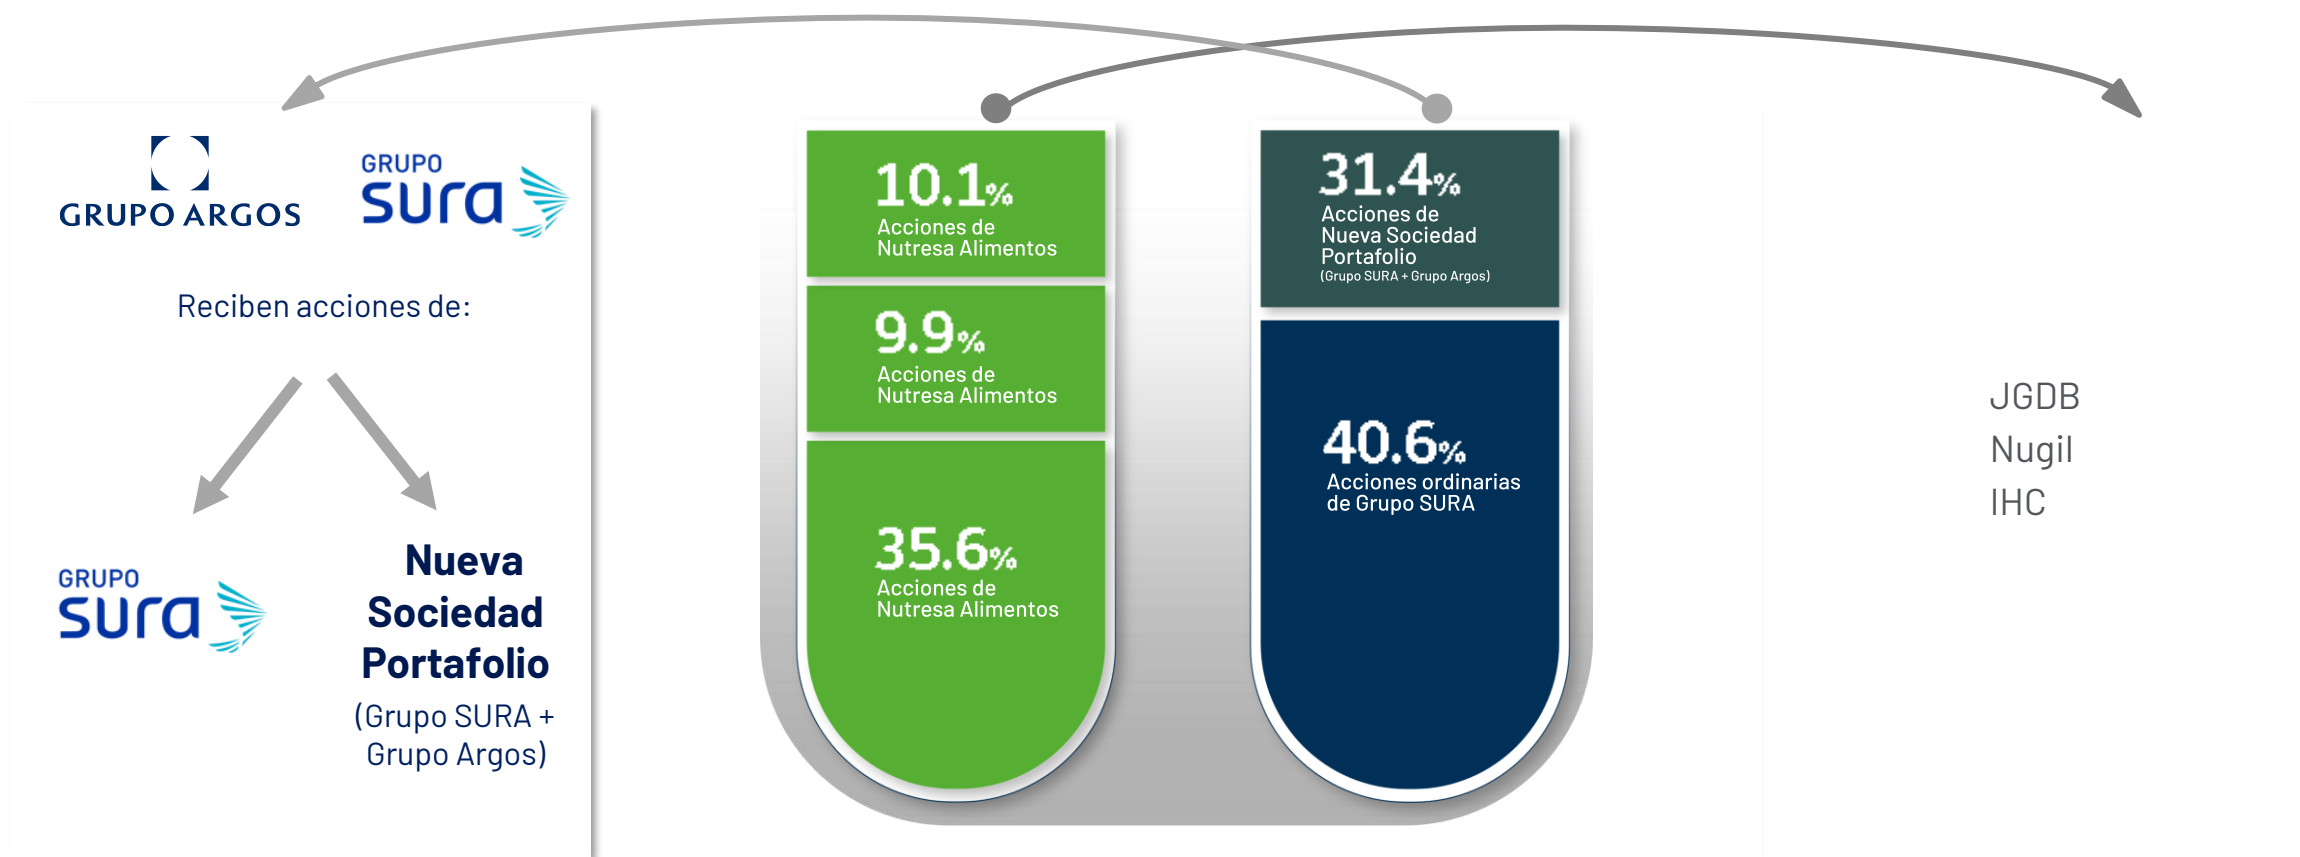 GRUPO ARGOS
GRUPO
sura
Reciben acciones de:
GRUPO
sura
Nueva
Sociedad
Portafolio
(Grupo SURA +
Grupo Argos)
10.1%
Acciones de
Nutresa Alimentos
9.9%
Acciones de
Nutresa Alimentos
35.6%
Acciones de
Nutresa Alimentos
31.4%
Acciones de
Nueva Sociedad
Portafolio
(Grupo SURA + Grupo Argos)
40.6%
Acciones ordinarias
de Grupo SURA
JGDB
Nugil
IHC